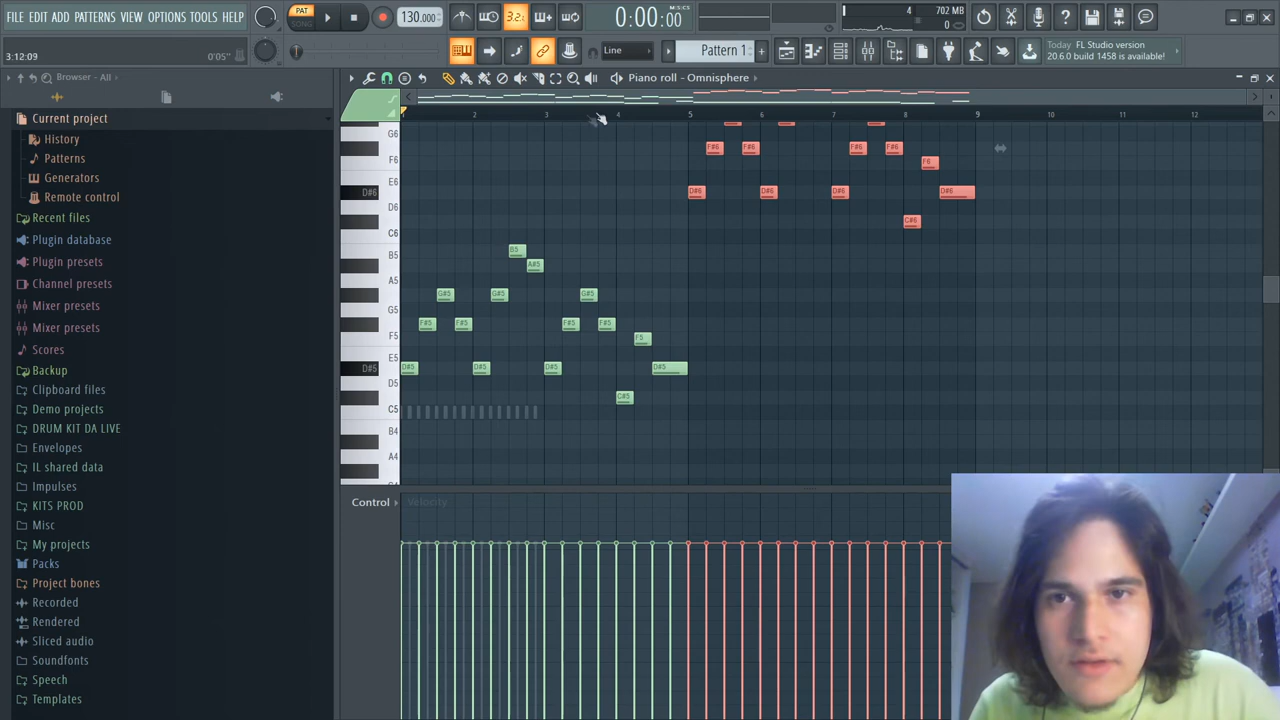 FILE EDIT ADD PATTERNS VIEW OPTIONS TOOLS HELP
PAT
SONG
130.000
3.2
0:00:00
M:S:CS
4
702 MB
0
3:12:09
0'05"
Line
Pattern 1
Today FL Studio version
20.6.0 build 1458 is available!
Browser - All
Piano roll - Omnisphere
Current project
History
Patterns
Generators
Remote control
Recent files
Plugin database
Plugin presets
Channel presets
Mixer presets
Mixer presets
Scores
Backup
Clipboard files
Demo projects
DRUM KIT DA LIVE
Envelopes
IL shared data
Impulses
KITS PROD
Misc
My projects
Packs
Project bones
Recorded
Rendered
Sliced audio
Soundfonts
Speech
Templates
2 3 4 5 6 7 8 9 10 11 12
G6
F#6 F#6 F#6 F#6
F6 F6
E6
D#6 D#6 D#6 D#6 D#6
D6
C#6
C6
B5 B5
A#5
A5
G#5 G#5 G#5
G5
F#5 F#5 F#5 F#5
F5 F5
E5
D#5 D#5 D#5 D#5 D#5
D5
C#5
C5
B4
A4
Control Velocity